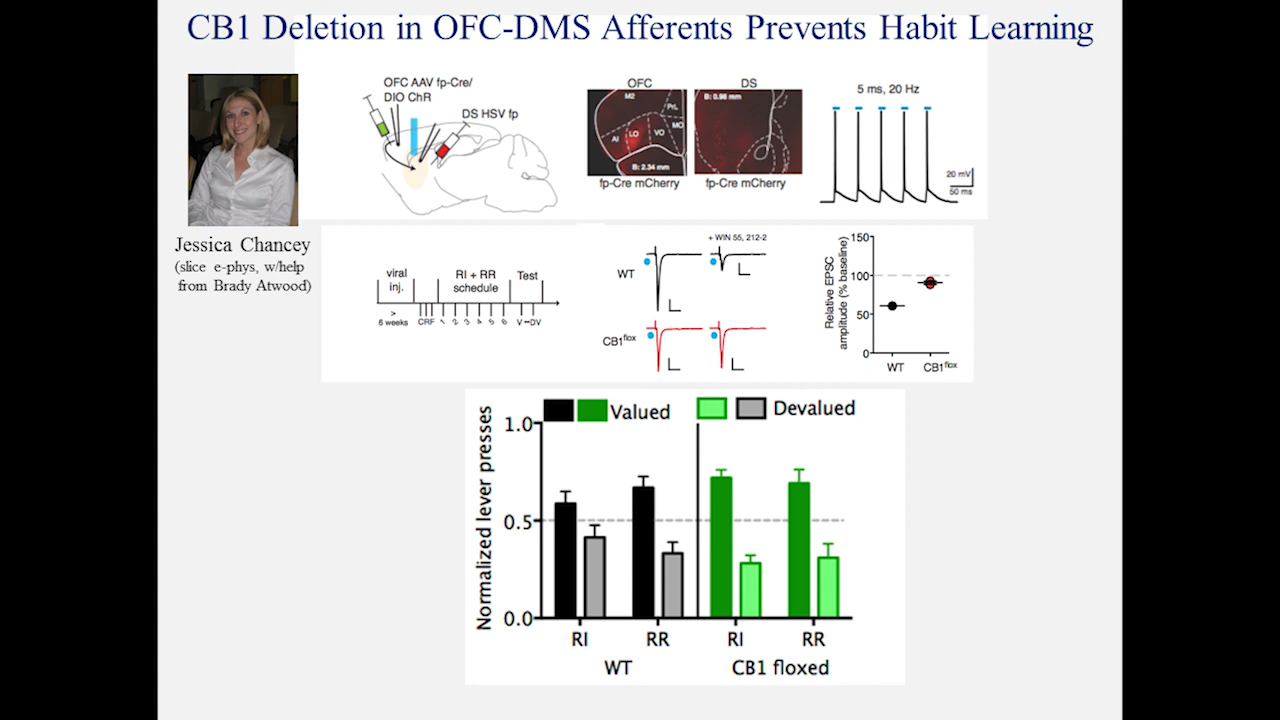 CB1 Deletion in OFC-DMS Afferents Prevents Habit Learning
OFC AAV fp-Cre/
DIO ChR
DS HSV fp
OFC
DS
M2
PrL
MO
AI
LO
VO
B: 2.34 mm
B: 0.98 mm
fp-Cre mCherry
fp-Cre mCherry
5 ms, 20 Hz
20 mV
50 ms
Jessica Chancey
(slice e-phys, w/help
from Brady Atwood)
viral
inj.
RI + RR
schedule
Test
>
6 weeks
CRF
1 2 3 4 5 6
V↔DV
+ WIN 55, 212-2
WT
CB1flox
Relative EPSC
amplitude (% baseline)
150
100
50
0
WT
CB1flox
Valued
Devalued
Normalized lever presses
1.0
0.5
0.0
RI RR RI RR
WT CB1 floxed